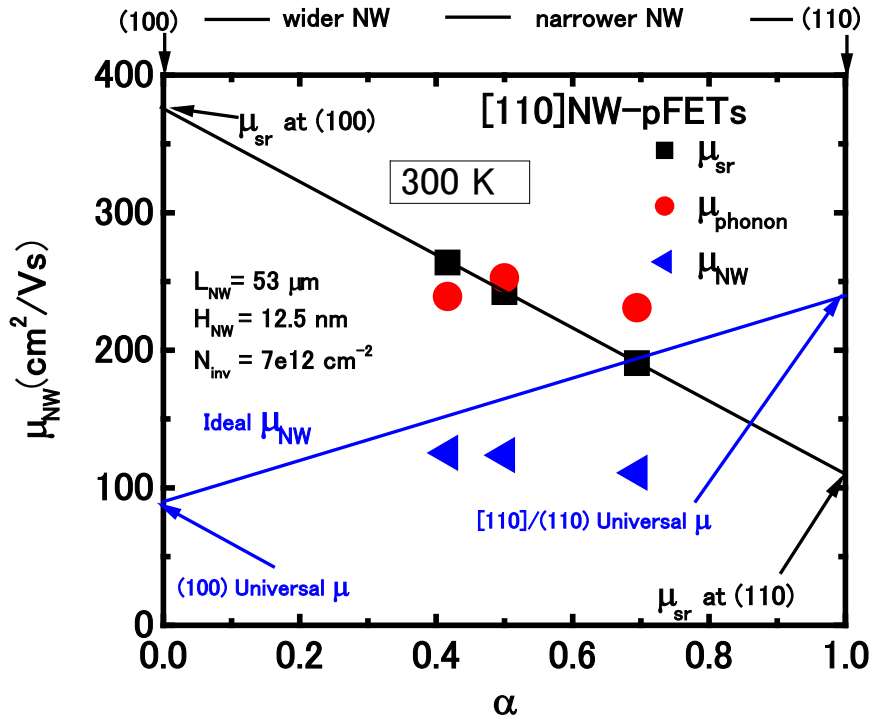 (100) wider NW narrower NW (110)
400
300
200
100
0
0.0 0.2 0.4 0.6 0.8 1.0
α
μNW(cm²/Vs)
μsr at (100)
[110]NW-pFETs
300 K
μsr
μphonon
μNW
LNW= 53 μm
HNW= 12.5 nm
Ninv = 7e12 cm⁻²
Ideal μNW
[110]/(110) Universal μ
(100) Universal μ
μsr at (110)